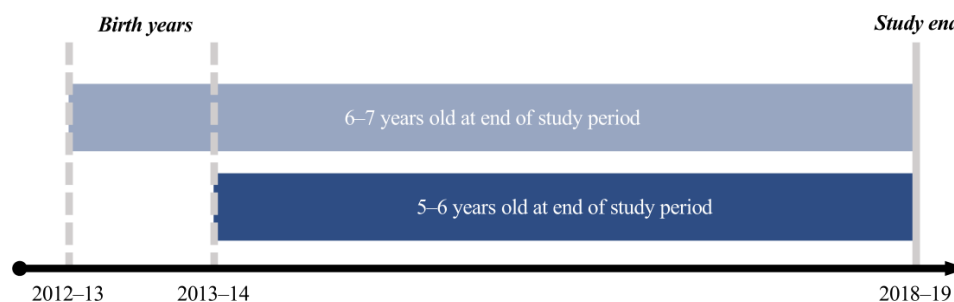 Birth years
Study end
6–7 years old at end of study period
5–6 years old at end of study period
2012–13
2013–14
2018–19